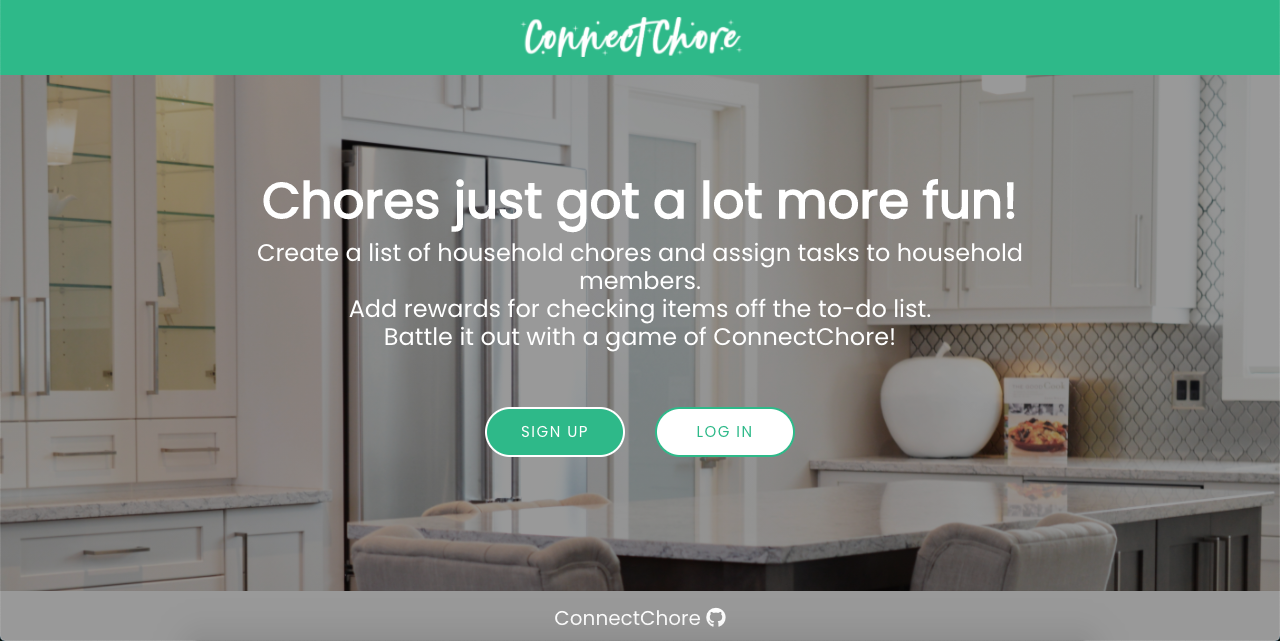 ConnectChore
Chores just got a lot more fun!
Create a list of household chores and assign tasks to household
members.
Add rewards for checking items off the to-do list.
Battle it out with a game of ConnectChore!
SIGN UP
LOG IN
ConnectChore